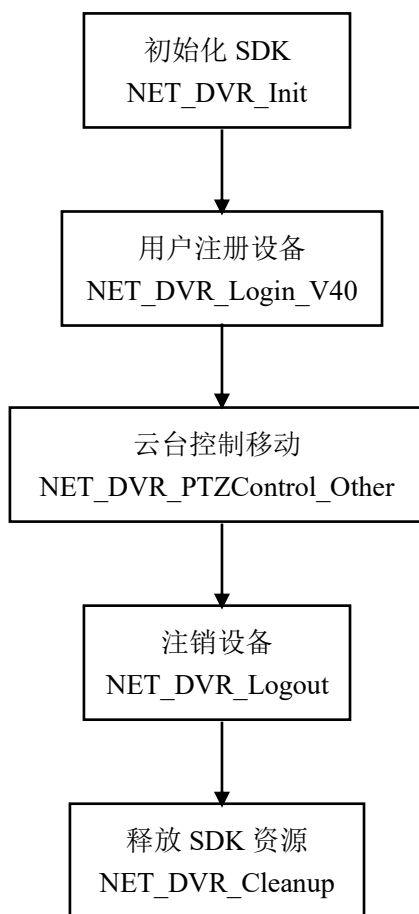 初始化 SDK
NET_DVR_Init
用户注册设备
NET_DVR_Login_V40
云台控制移动
NET_DVR_PTZControl_Other
注销设备
NET_DVR_Logout
释放 SDK 资源
NET_DVR_Cleanup